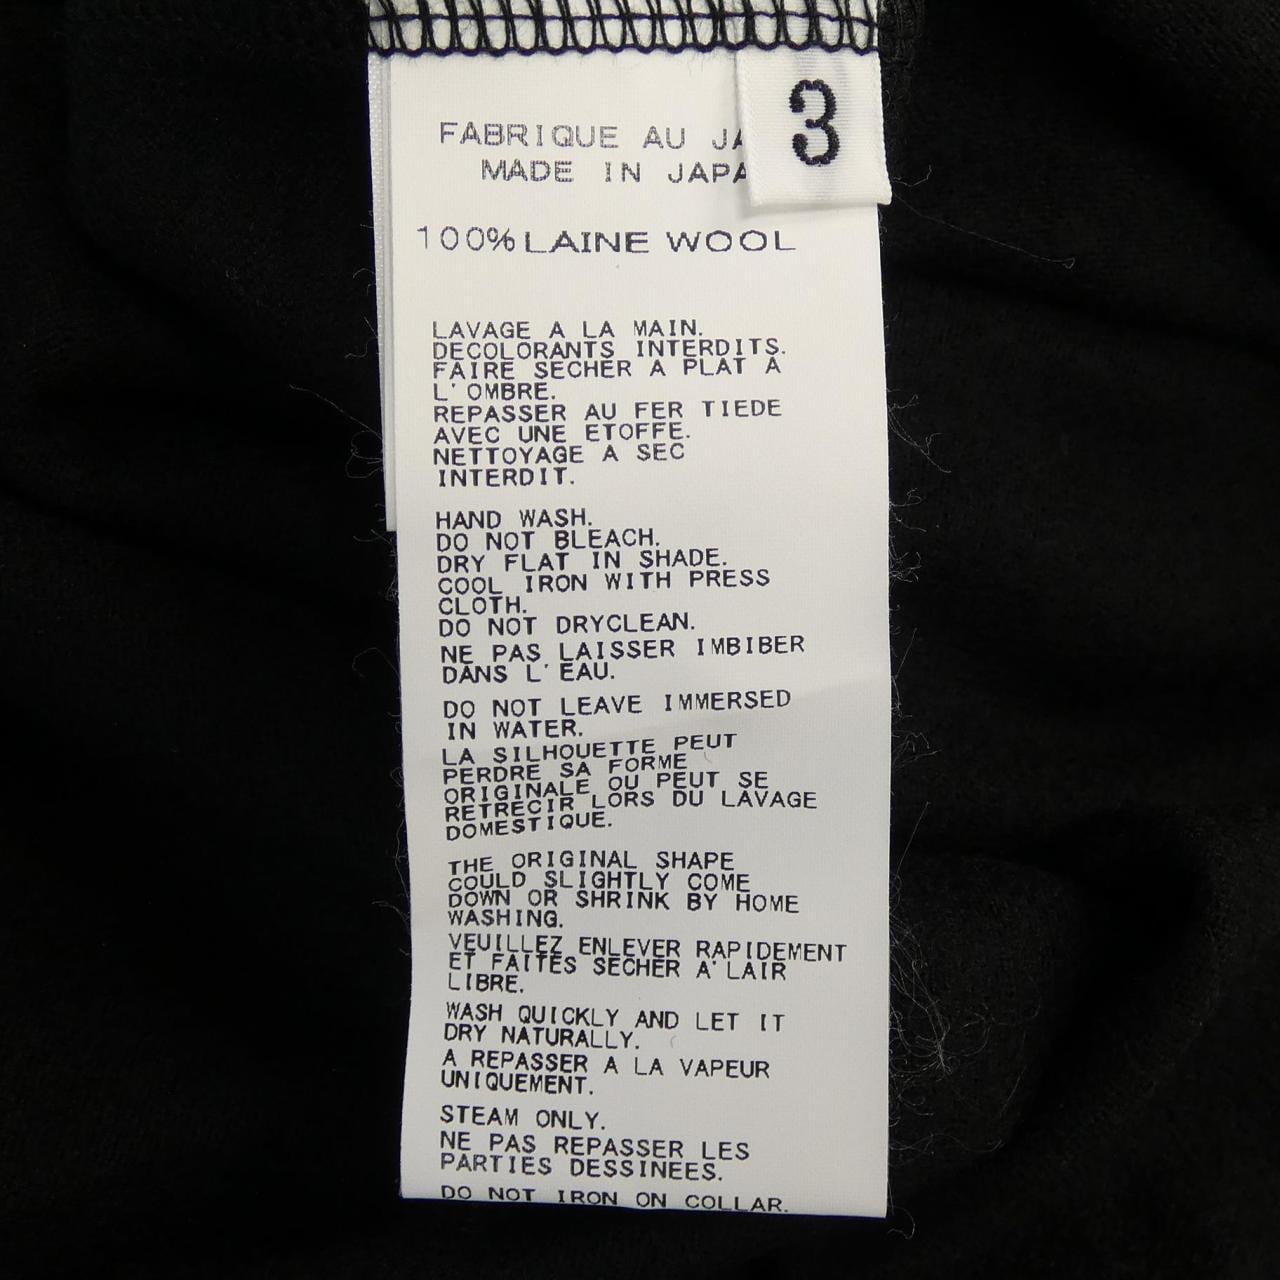 3
FABRIQUE AU JA
MADE IN JAPA
100% LAINE WOOL
LAVAGE A LA MAIN.
DECOLORANTS INTERDITS.
FAIRE SECHER A PLAT A
L'OMBRE.
REPASSER AU FER TIEDE
AVEC UNE ETOFFE.
NETTOYAGE A SEC
INTERDIT.
HAND WASH.
DO NOT BLEACH.
DRY FLAT IN SHADE.
COOL IRON WITH PRESS
CLOTH.
DO NOT DRYCLEAN.
NE PAS LAISSER IMBIBER
DANS L'EAU.
DO NOT LEAVE IMMERSED
IN WATER.
LA SILHOUETTE PEUT
PERDRE SA FORME
ORIGINALE OU PEUT SE
RETRECIR LORS DU LAVAGE
DOMESTIQUE.
THE ORIGINAL SHAPE
COULD SLIGHTLY COME
DOWN OR SHRINK BY HOME
WASHING.
VEUILLEZ ENLEVER RAPIDEMENT
ET FAITES SECHER A'LAIR
LIBRE.
WASH QUICKLY AND LET IT
DRY NATURALLY.
A REPASSER A LA VAPEUR
UNIQUEMENT.
STEAM ONLY.
NE PAS REPASSER LES
PARTIES DESSINEES.
DO NOT IRON ON COLLAR.